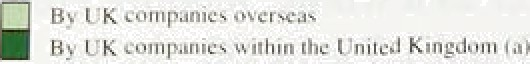 By UK companies overseas
By UK companies within the United Kingdom (a)